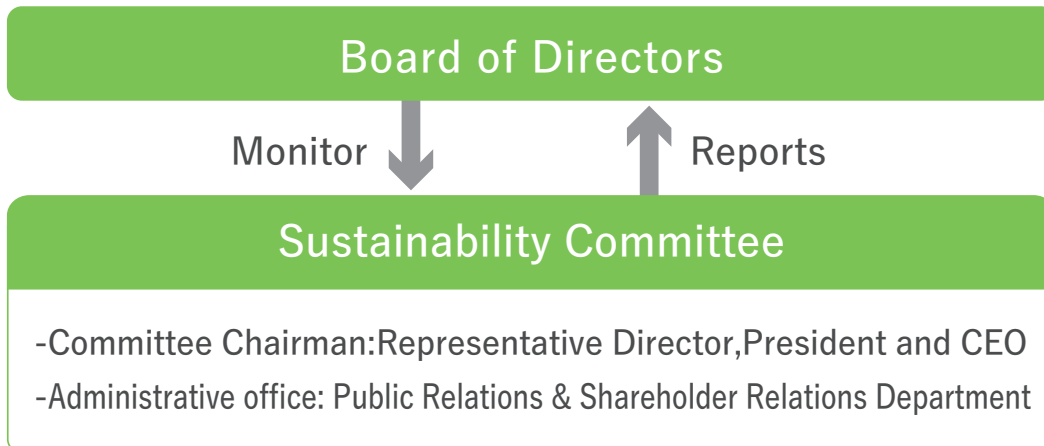 Board of Directors
Monitor
Reports
Sustainability Committee
-Committee Chairman:Representative Director,President and CEO
-Administrative office: Public Relations & Shareholder Relations Department